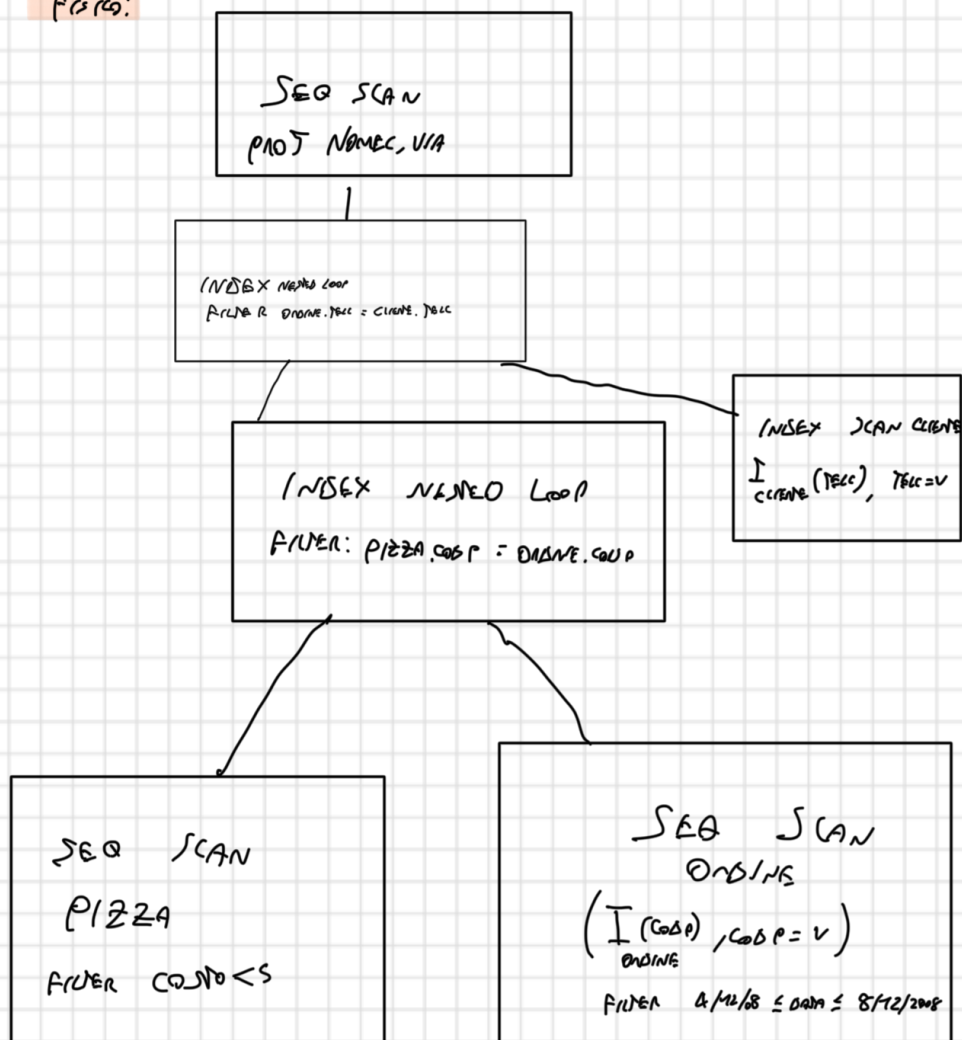 FISICO:
SEQ SCAN
PROJ NOMEC, VIA
INDEX NESTED LOOP
FILTER ORDINE.TELC = CLIENTE.TELC
INDEX SCAN CLIENTE
I CLIENTE (TELC), TELC=V
INDEX NESTED LOOP
FILTER: PIZZA.CODP = ORDINE.CODP
SEQ SCAN
PIZZA
FILTER COSTO<5
SEQ SCAN
ORDINE
(I ORDINE (CODP), CODP=V)
FILTER 4/12/08 ≤ DATA ≤ 8/12/2008